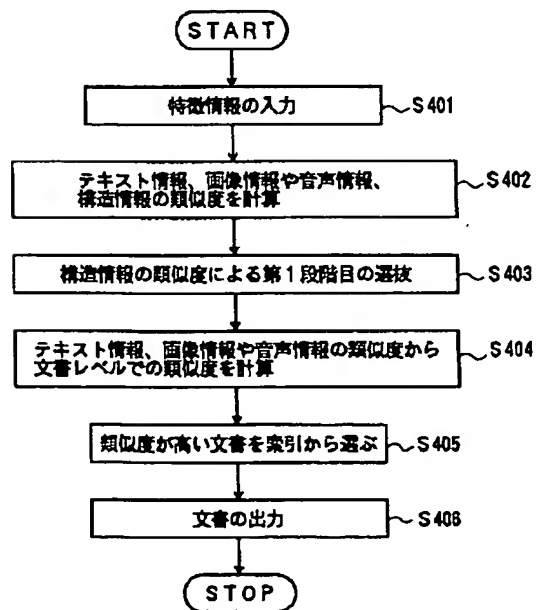 START
特徴情報の入力
S401
テキスト情報、画像情報や音声情報、
構造情報の類似度を計算
S402
構造情報の類似度による第1段階目の選抜
S403
テキスト情報、画像情報や音声情報の類似度から
文書レベルでの類似度を計算
S404
類似度が高い文書を索引から選ぶ
S405
文書の出力
S406
STOP